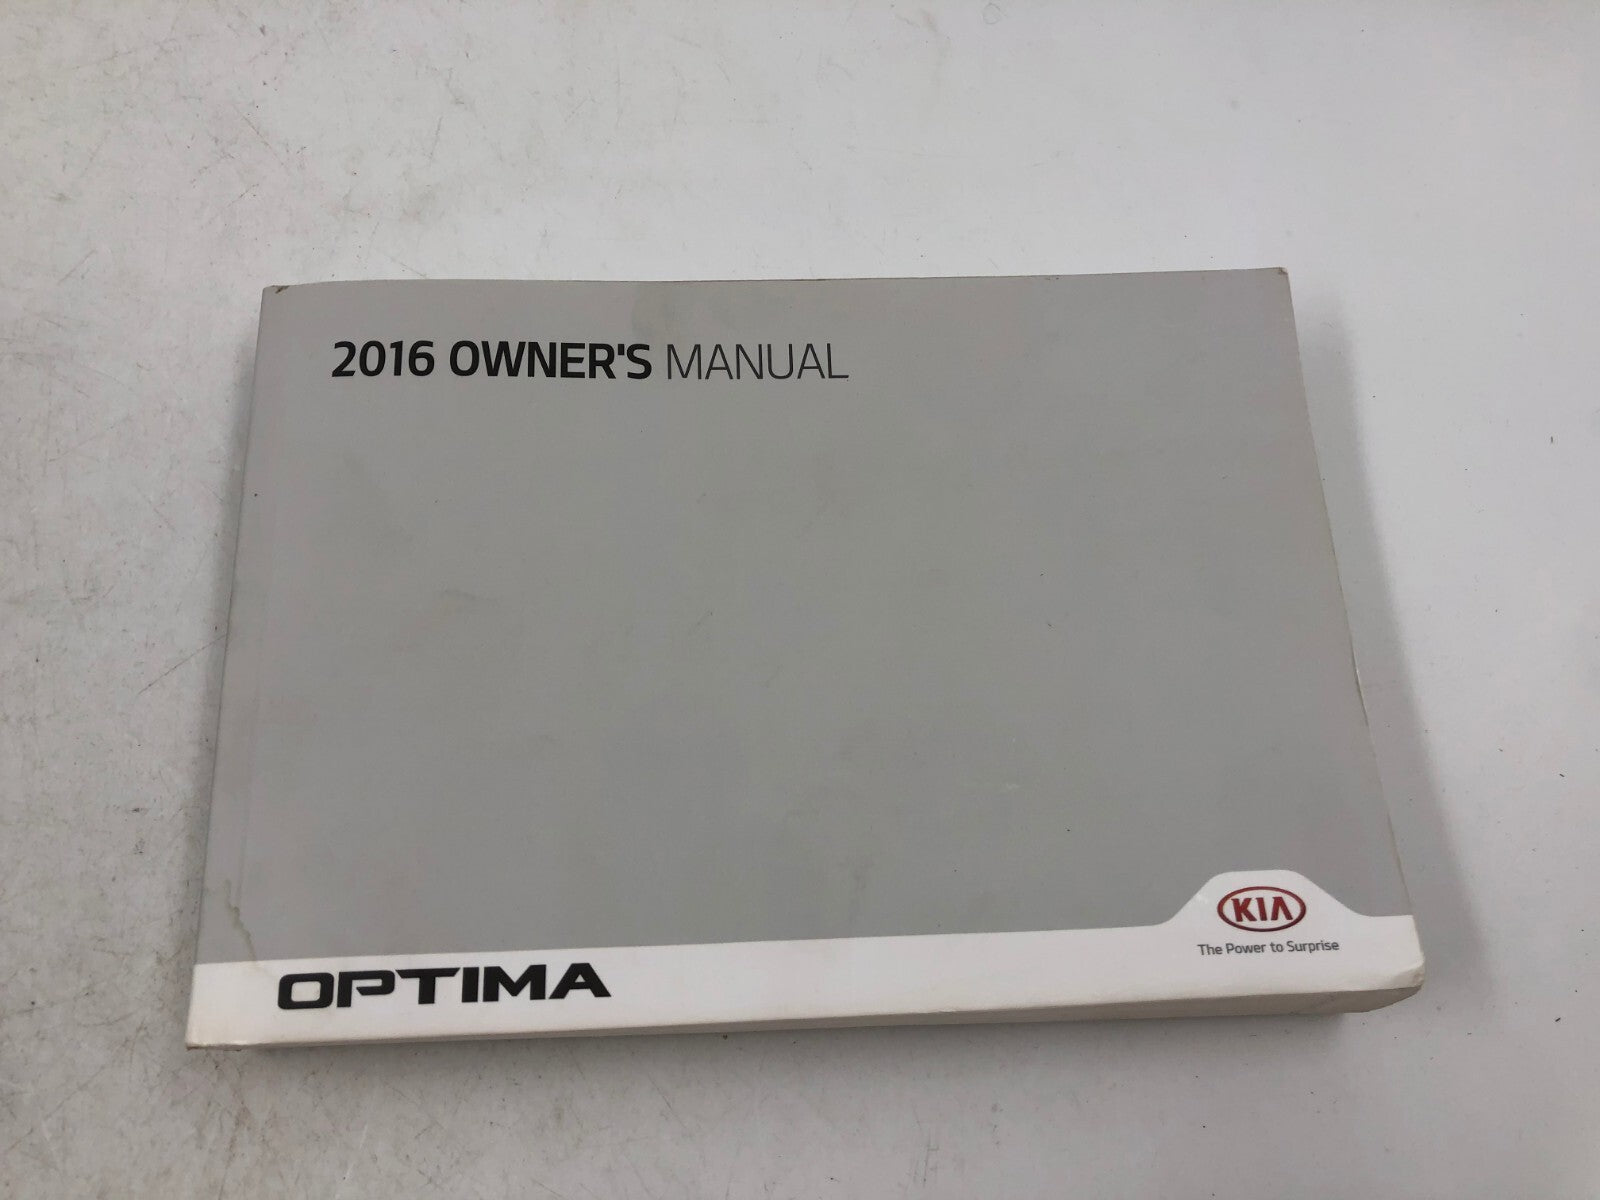 2016 OWNER'S MANUAL
KIA
The Power to Surprise
OPTIMA